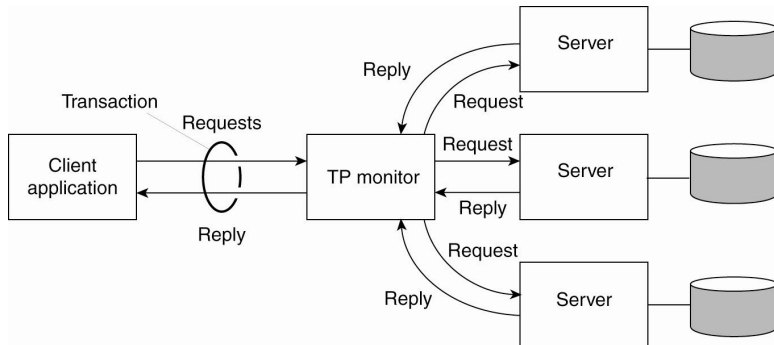 Server
Reply
Request
Transaction
Requests
Client
application
TP monitor
Request
Server
Reply
Reply
Request
Reply
Server